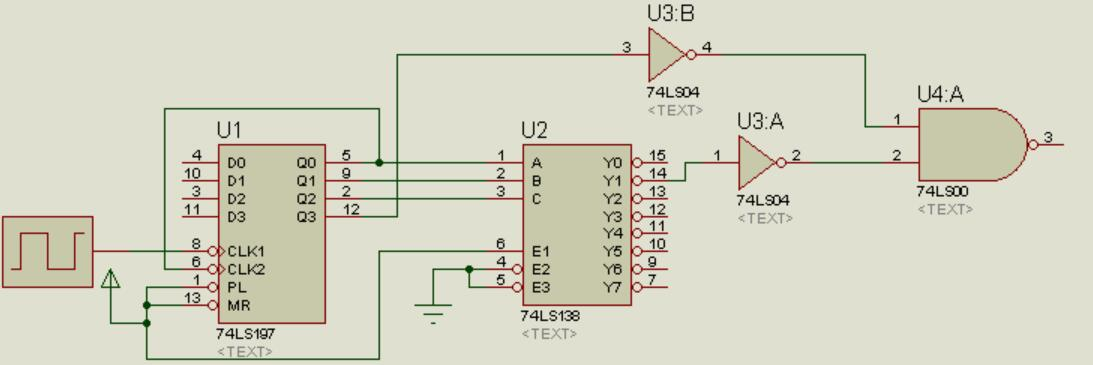 U3:B
3 4
74LS04
<TEXT>
U4:A
1
2
3
74LS00
<TEXT>
U3:A
1 2
74LS04
<TEXT>
U1
4 D0 Q0 5
10 D1 Q1 9
3 D2 Q2 2
11 D3 Q3 12
8 CLK1
6 CLK2
1 PL
13 MR
74LS197
<TEXT>
U2
1 A Y0 15
2 B Y1 14
3 C Y2 13
Y3 12
Y4 11
6 E1 Y5 10
4 E2 Y6 9
5 E3 Y7 7
74LS138
<TEXT>